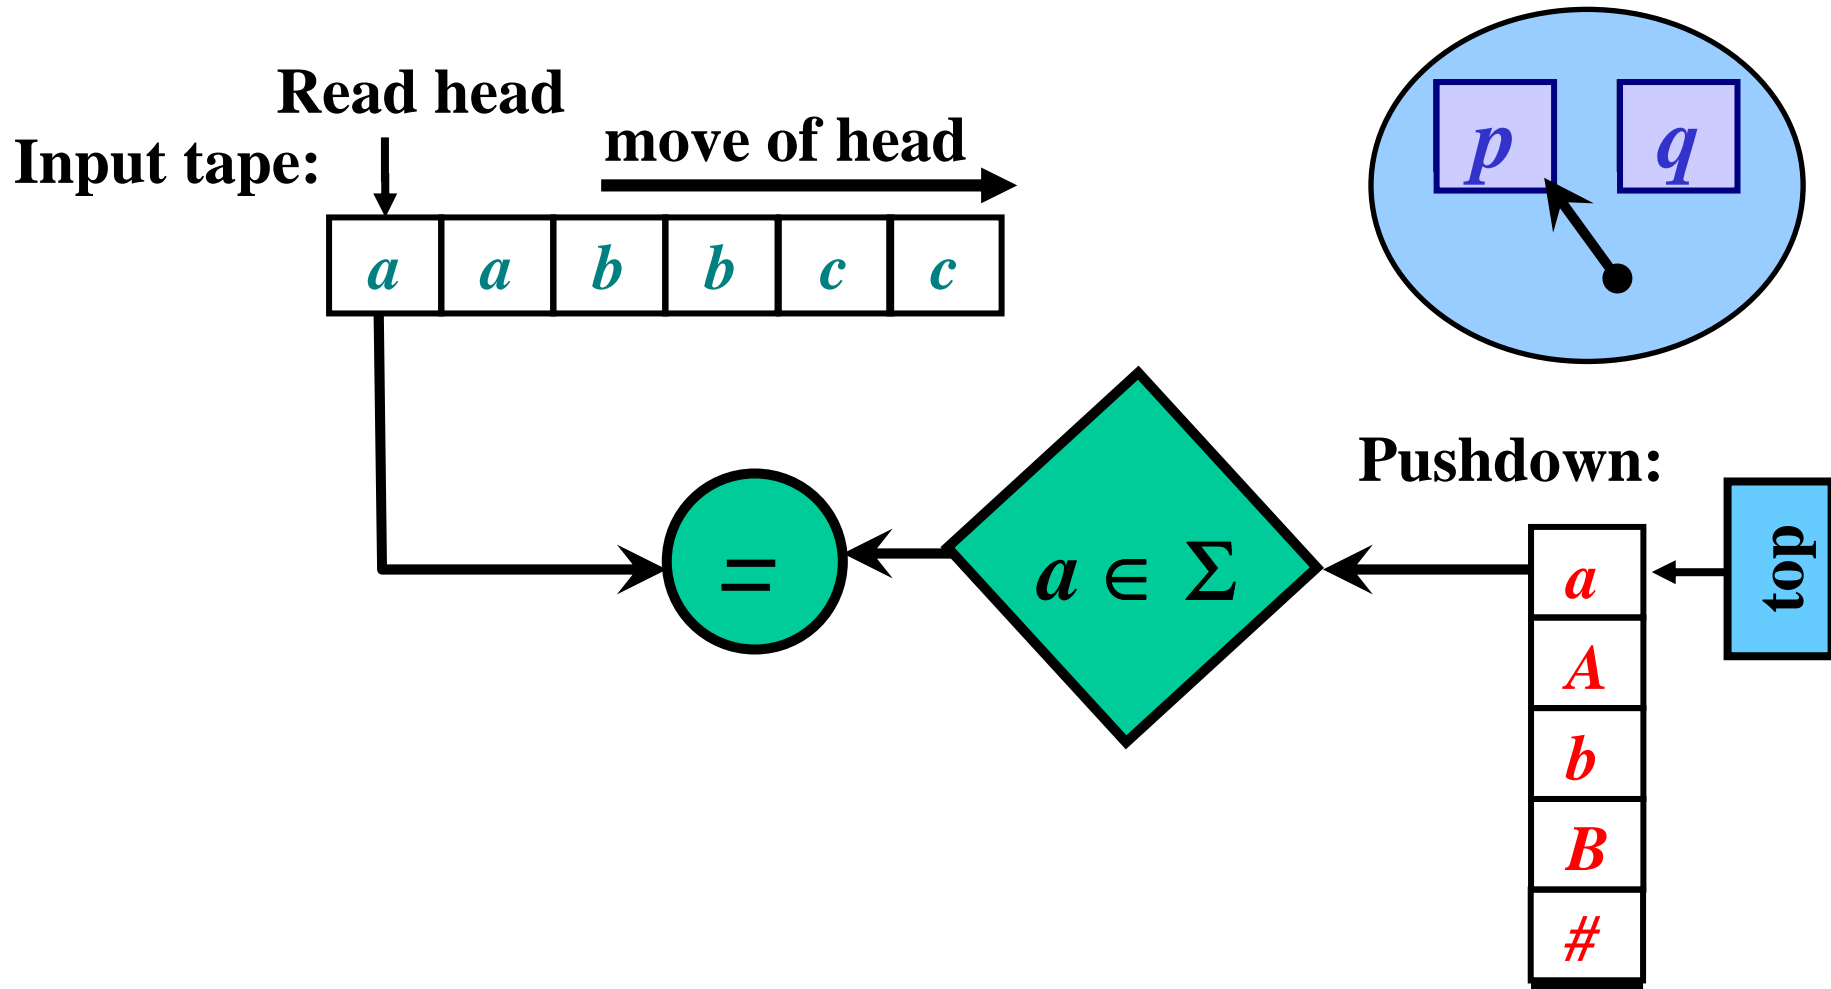 Read head
Input tape:
move of head
a a b b c c
p q
=
a ∈ Σ
Pushdown:
top
a
A
b
B
#